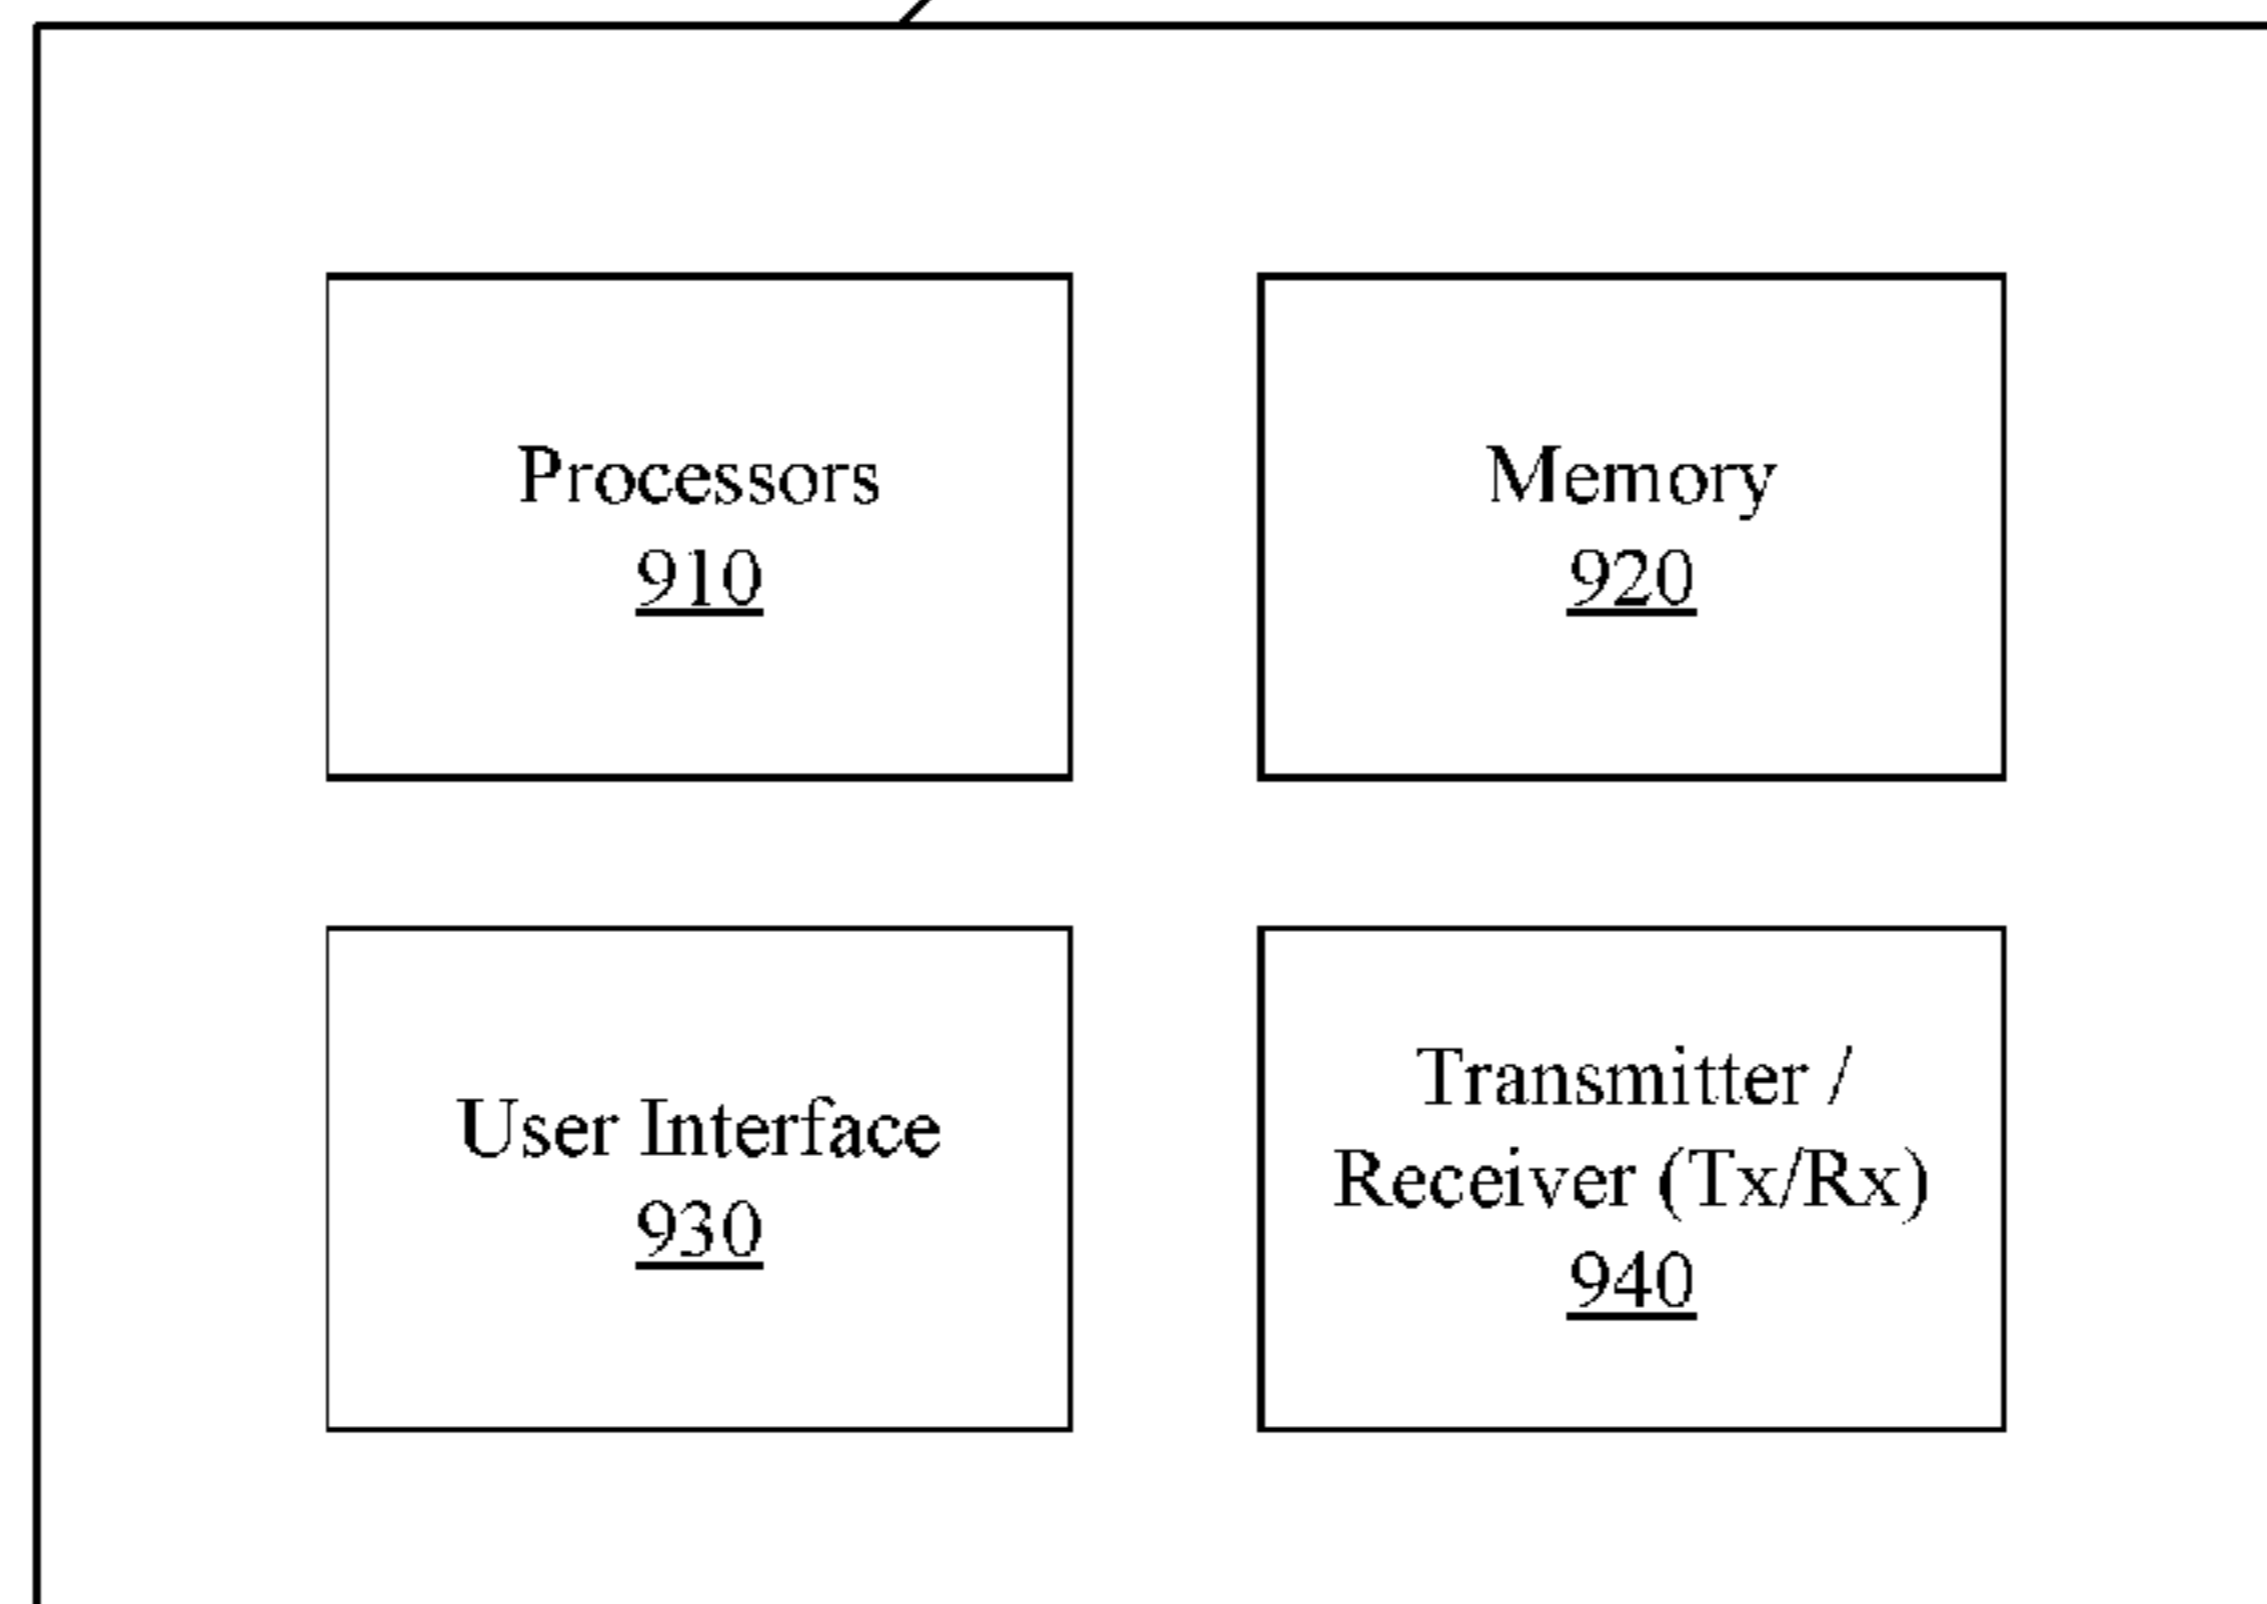 Processors
910
Memory
920
User Interface
930
Transmitter /
Receiver (Tx/Rx)
940